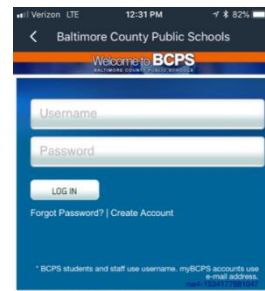 Verizon LTE 12:31 PM 82%
Baltimore County Public Schools
Welcome to BCPS
BALTIMORE COUNTY PUBLIC SCHOOLS
Username
Password
LOG IN
Forgot Password? | Create Account
* BCPS students and staff use username. myBCPS accounts use
e-mail address.